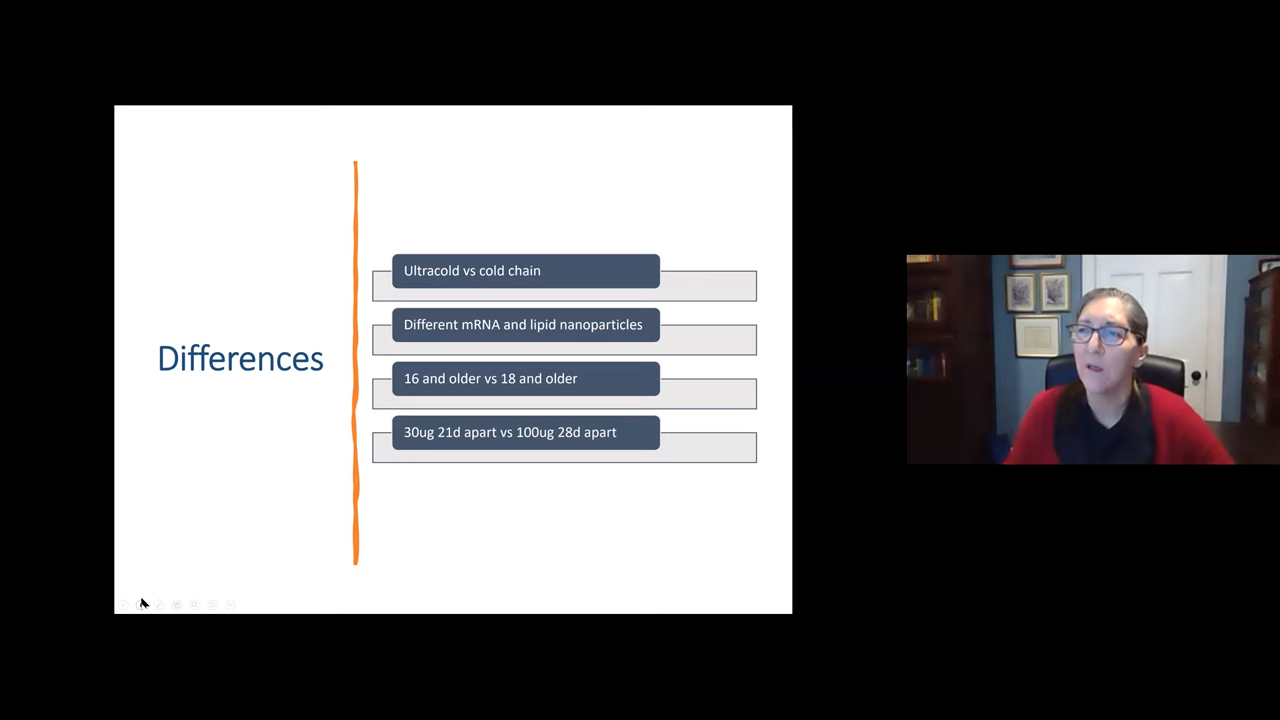 Differences
Ultracold vs cold chain
Different mRNA and lipid nanoparticles
16 and older vs 18 and older
30ug 21d apart vs 100ug 28d apart